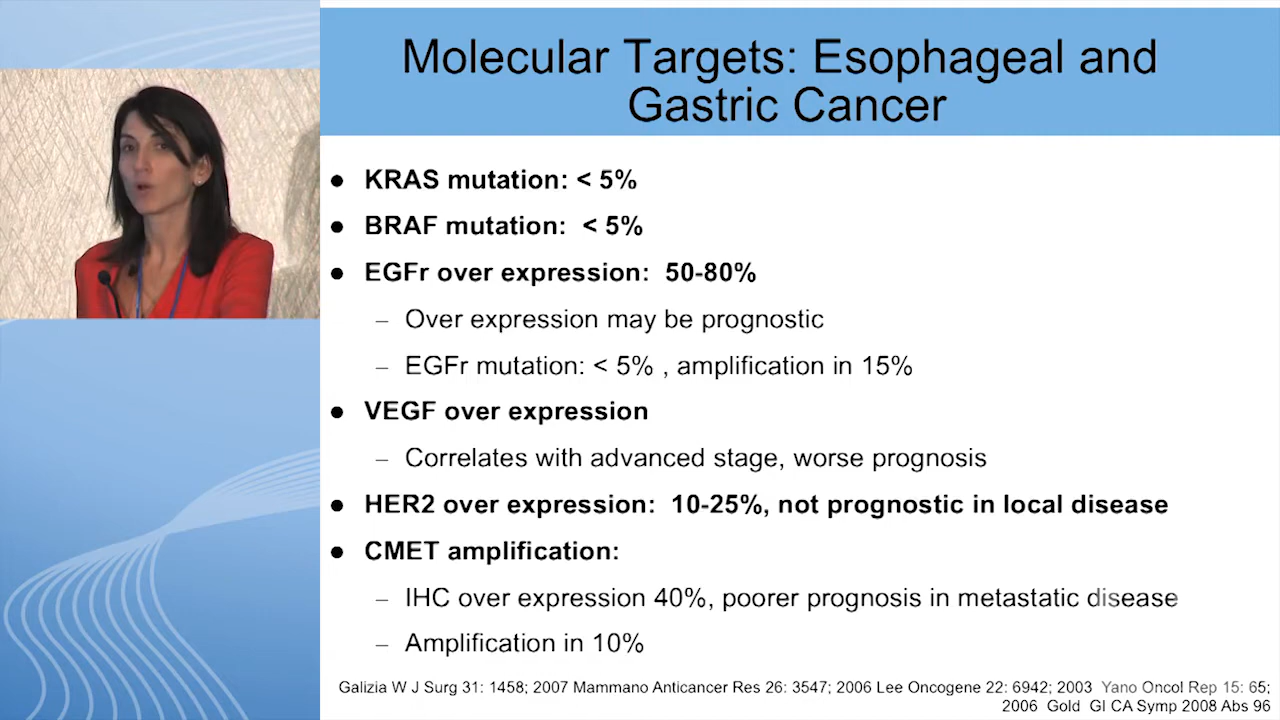 Molecular Targets: Esophageal and
Gastric Cancer
● KRAS mutation: < 5%
● BRAF mutation: < 5%
● EGFr over expression: 50-80%
– Over expression may be prognostic
– EGFr mutation: < 5% , amplification in 15%
● VEGF over expression
– Correlates with advanced stage, worse prognosis
● HER2 over expression: 10-25%, not prognostic in local disease
● CMET amplification:
– IHC over expression 40%, poorer prognosis in metastatic disease
– Amplification in 10%
Galizia W J Surg 31: 1458; 2007 Mammano Anticancer Res 26: 3547; 2006 Lee Oncogene 22: 6942; 2003 Yano Oncol Rep 15: 65;
2006 Gold GI CA Symp 2008 Abs 96